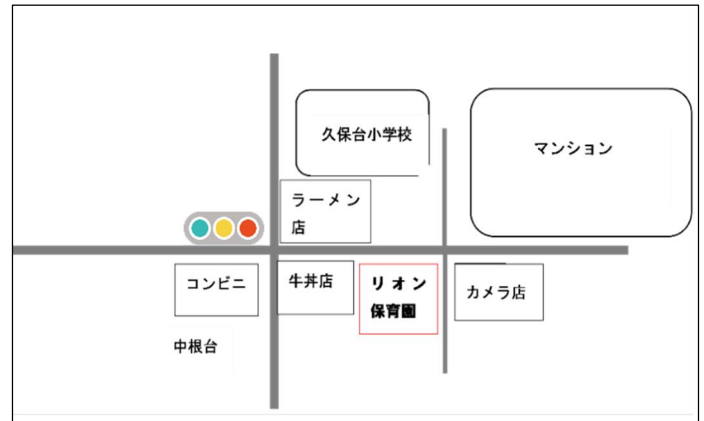 久保台小学校
マンション
ラーメン
店
コンビニ
牛丼店
リオン
保育園
カメラ店
中根台